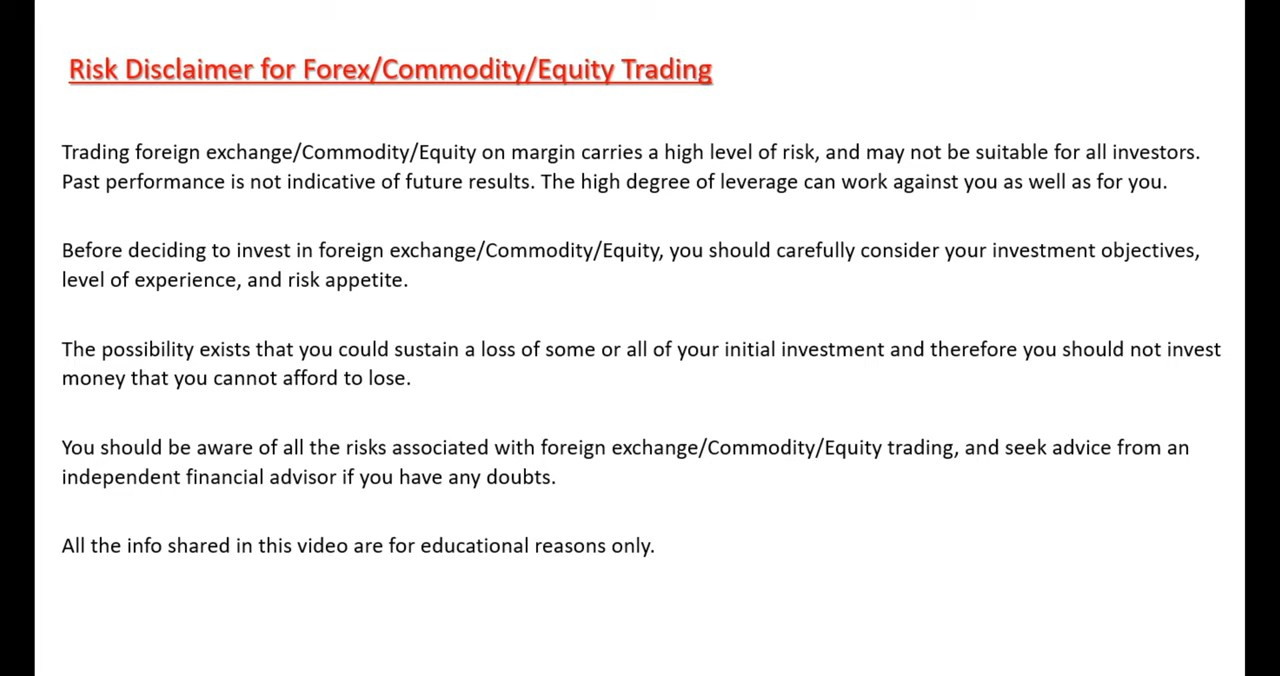 Risk Disclaimer for Forex/Commodity/Equity Trading
Trading foreign exchange/Commodity/Equity on margin carries a high level of risk, and may not be suitable for all investors.
Past performance is not indicative of future results. The high degree of leverage can work against you as well as for you.
Before deciding to invest in foreign exchange/Commodity/Equity, you should carefully consider your investment objectives,
level of experience, and risk appetite.
The possibility exists that you could sustain a loss of some or all of your initial investment and therefore you should not invest
money that you cannot afford to lose.
You should be aware of all the risks associated with foreign exchange/Commodity/Equity trading, and seek advice from an
independent financial advisor if you have any doubts.
All the info shared in this video are for educational reasons only.